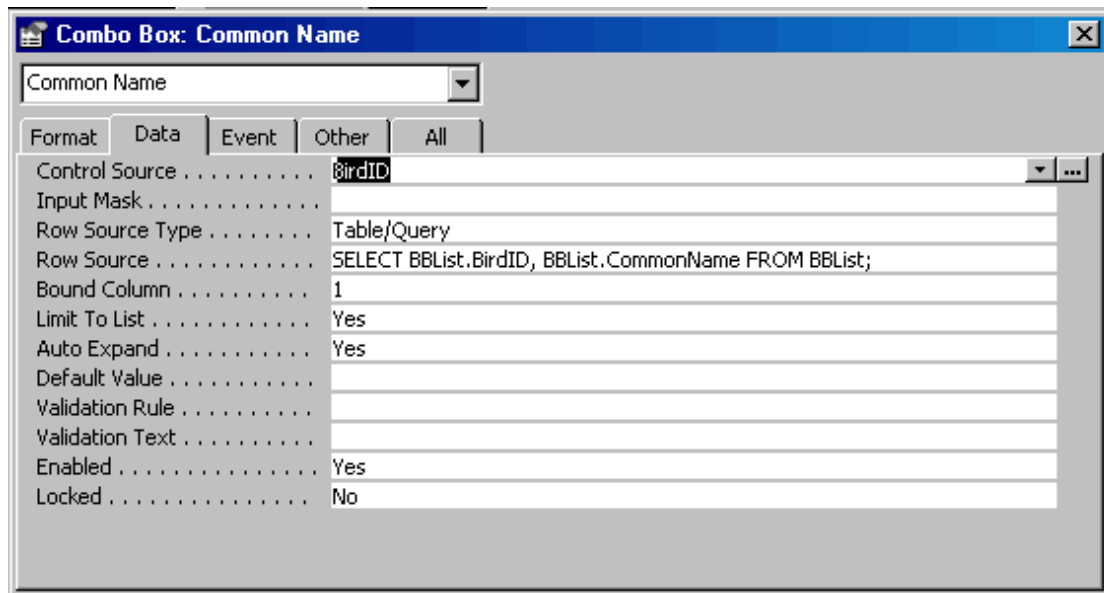 Combo Box: Common Name
Common Name
Format Data Event Other All
Control Source . . . . . . . . . . BirdID
Input Mask . . . . . . . . . . . . .
Row Source Type . . . . . . . . Table/Query
Row Source . . . . . . . . . . . . SELECT BBList.BirdID, BBList.CommonName FROM BBList;
Bound Column . . . . . . . . . . 1
Limit To List . . . . . . . . . . . . Yes
Auto Expand . . . . . . . . . . . Yes
Default Value . . . . . . . . . . .
Validation Rule . . . . . . . . . .
Validation Text . . . . . . . . . .
Enabled . . . . . . . . . . . . . . . Yes
Locked . . . . . . . . . . . . . . . No